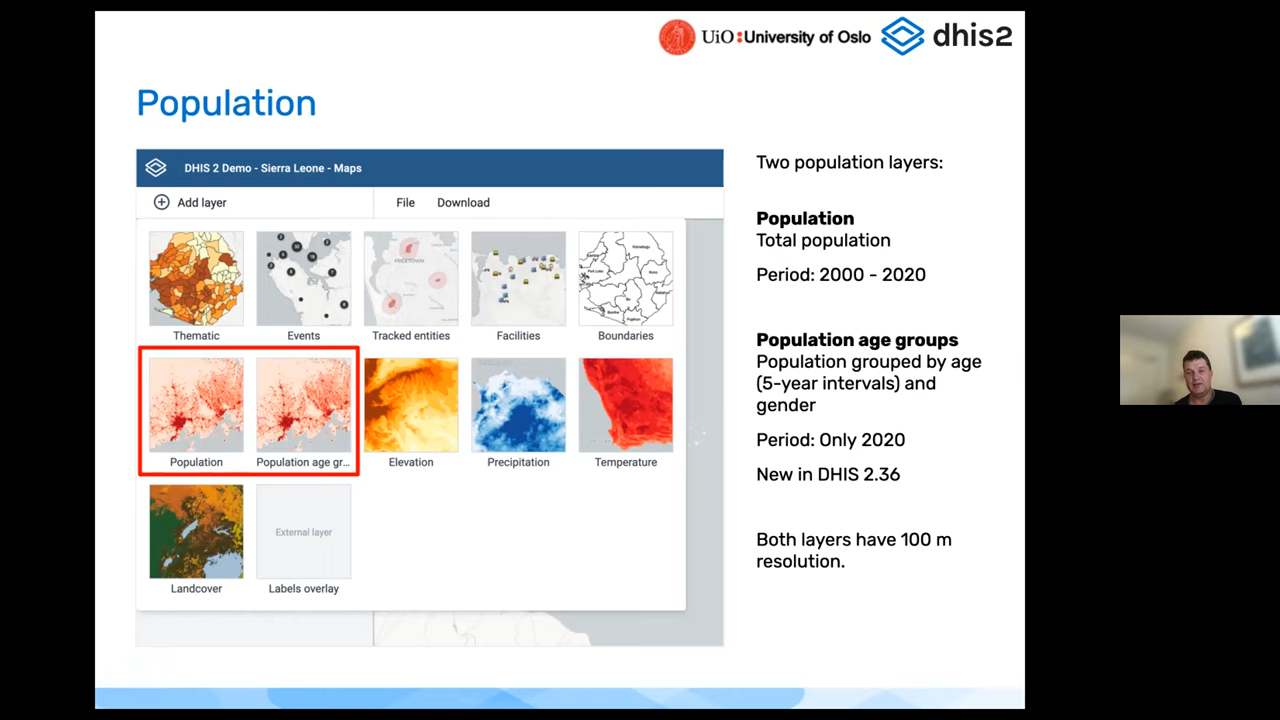 UiO:University of Oslo
dhis2
Population
DHIS 2 Demo - Sierra Leone - Maps
Add layer
File
Download
FREETOWN
Thematic
Events
Tracked entities
Facilities
Boundaries
Population
Population age gr...
Elevation
Precipitation
Temperature
External layer
Landcover
Labels overlay
Two population layers:
Population
Total population
Period: 2000 - 2020
Population age groups
Population grouped by age
(5-year intervals) and
gender
Period: Only 2020
New in DHIS 2.36
Both layers have 100 m
resolution.